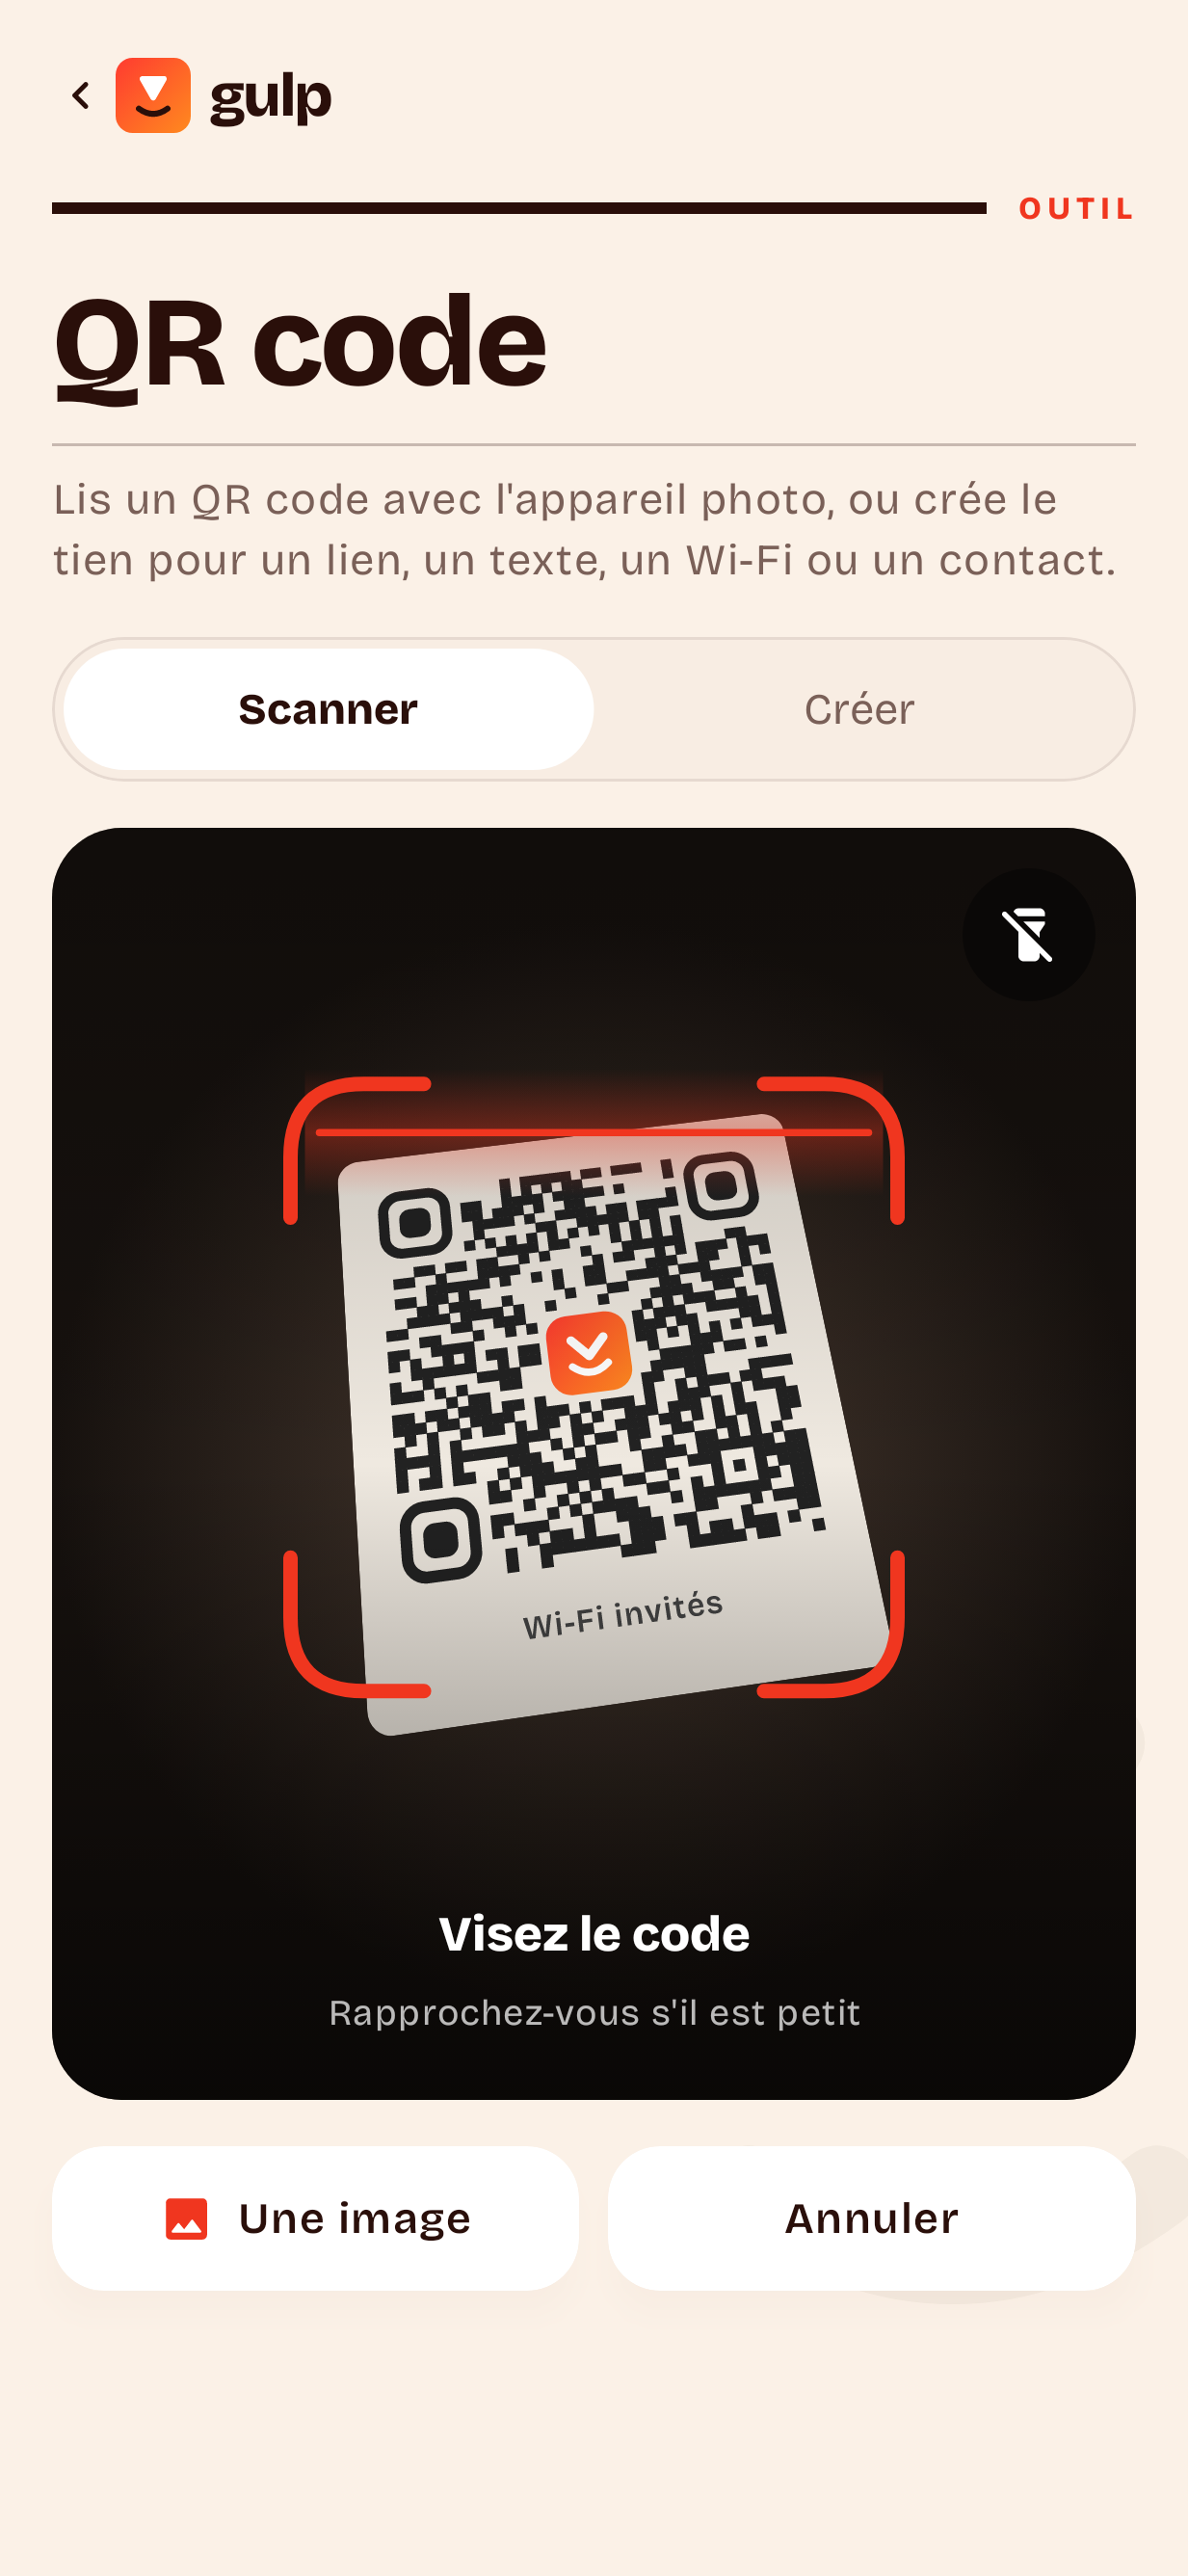 gulp
OUTIL
QR code
Lis un QR code avec l'appareil photo, ou crée le
tien pour un lien, un texte, un Wi-Fi ou un contact.
Scanner
Créer
Wi-Fi invités
Visez le code
Rapprochez-vous s'il est petit
Une image
Annuler